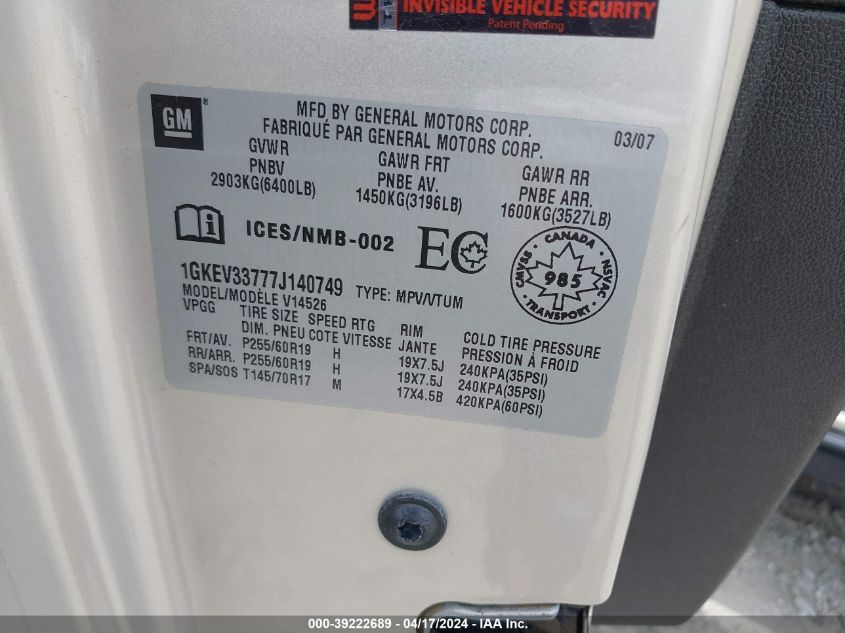 INVISIBLE VEHICLE SECURITY
Patent Pending
GM®
MFD BY GENERAL MOTORS CORP.
FABRIQUÉ PAR GENERAL MOTORS CORP.
03/07
GVWR GAWR FRT GAWR RR
PNBV PNBE AV. PNBE ARR.
2903KG(6400LB) 1450KG(3196LB) 1600KG(3527LB)
i ICES/NMB-002 EC
CANADA
CMVSS 985 NSVAC
TRANSPORT
1GKEV33777J140749 TYPE: MPV/VTUM
MODEL/MODÈLE V14526
VPGG TIRE SIZE SPEED RTG RIM COLD TIRE PRESSURE
DIM. PNEU COTE VITESSE JANTE PRESSION À FROID
FRT/AV. P255/60R19 H 19X7.5J 240KPA(35PSI)
RR/ARR. P255/60R19 H 19X7.5J 240KPA(35PSI)
SPA/SOS T145/70R17 M 17X4.5B 420KPA(60PSI)
000-39222689 - 04/17/2024 - IAA Inc.